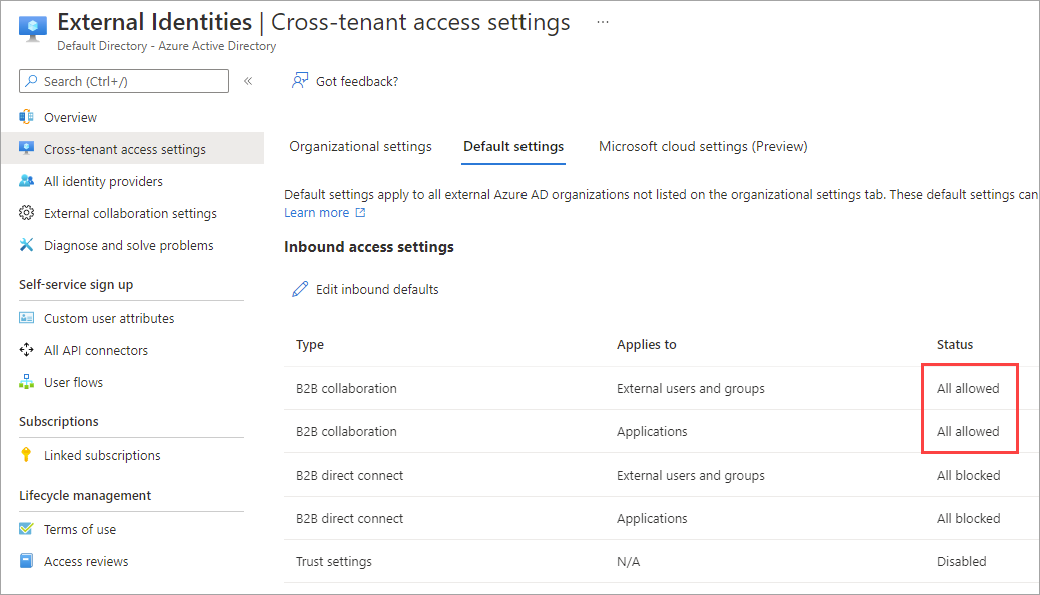 External Identities | Cross-tenant access settings ...
Default Directory - Azure Active Directory
Search (Ctrl+/)
«
Got feedback?
Overview
Cross-tenant access settings
All identity providers
External collaboration settings
Diagnose and solve problems
Self-service sign up
Custom user attributes
All API connectors
User flows
Subscriptions
Linked subscriptions
Lifecycle management
Terms of use
Access reviews
Organizational settings Default settings Microsoft cloud settings (Preview)
Default settings apply to all external Azure AD organizations not listed on the organizational settings tab. These default settings can
Learn more
Inbound access settings
Edit inbound defaults
Type Applies to Status
B2B collaboration External users and groups All allowed
B2B collaboration Applications All allowed
B2B direct connect External users and groups All blocked
B2B direct connect Applications All blocked
Trust settings N/A Disabled